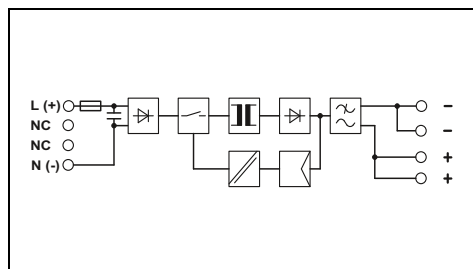 L (+)
NC
NC
N (-)
–
–
+
+